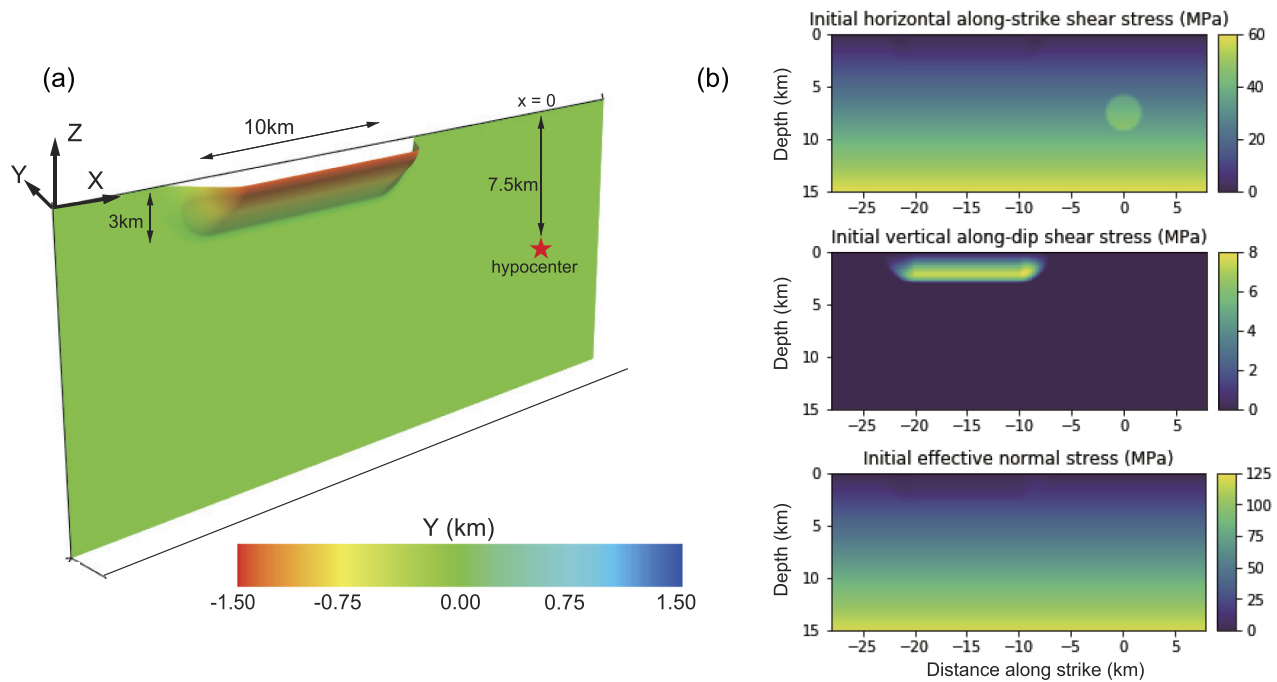 (a)
x = 0
10km
Z
Y
X
3km
7.5km
hypocenter
Y (km)
-1.50 -0.75 0.00 0.75 1.50
(b)
Initial horizontal along-strike shear stress (MPa)
Depth (km)
0
5
10
15
−25 −20 −15 −10 −5 0 5
60
40
20
0
Initial vertical along-dip shear stress (MPa)
Depth (km)
0
5
10
15
−25 −20 −15 −10 −5 0 5
8
6
4
2
0
Initial effective normal stress (MPa)
Depth (km)
0
5
10
15
−25 −20 −15 −10 −5 0 5
125
100
75
50
25
0
Distance along strike (km)